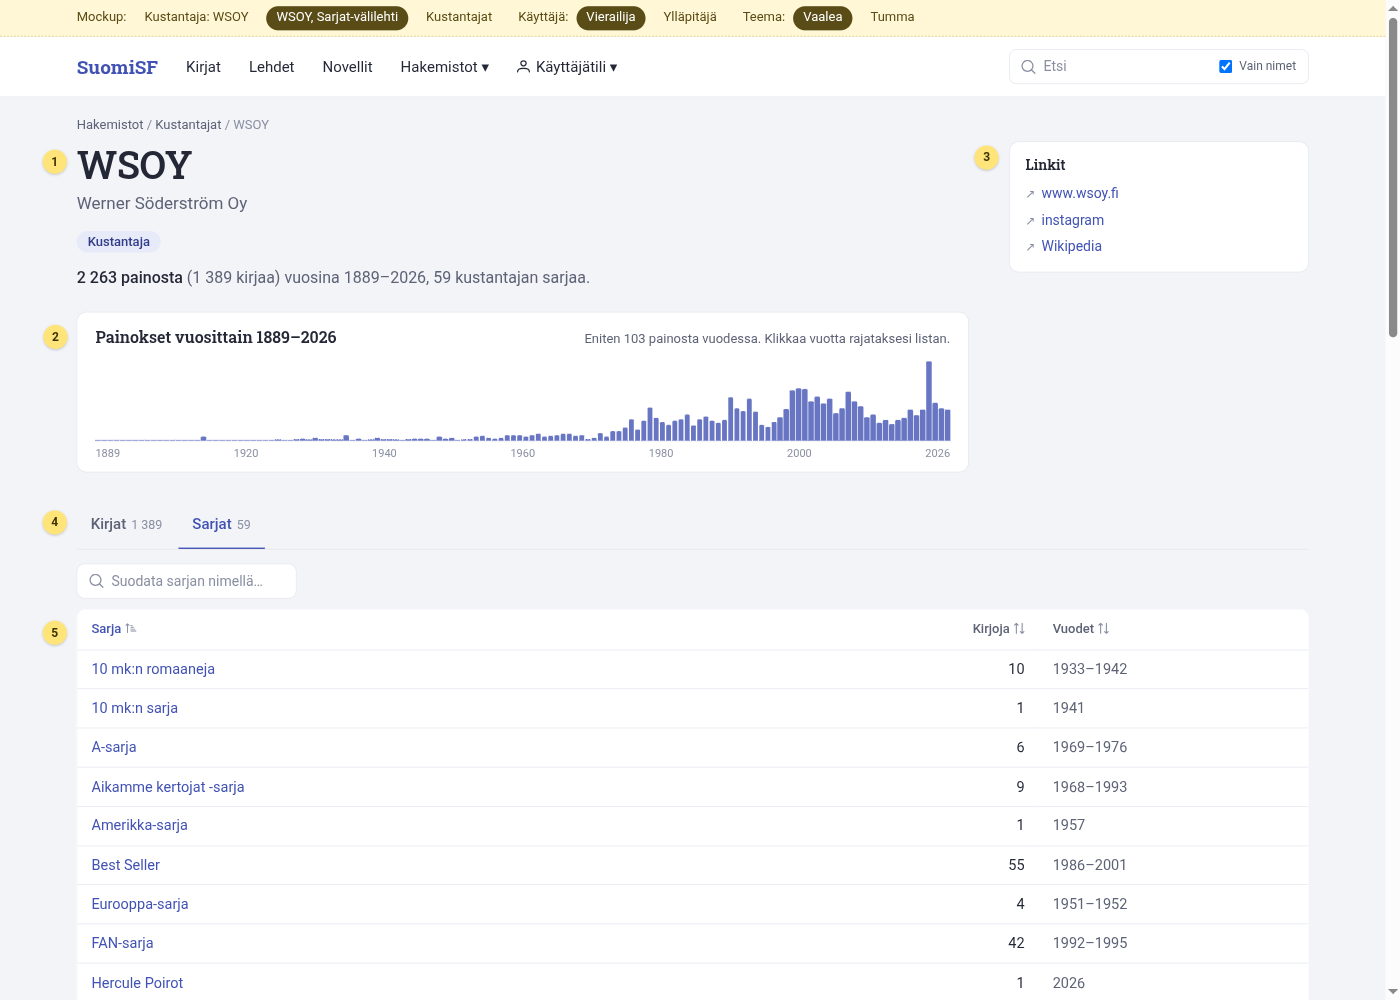 Mockup: Kustantaja: WSOY WSOY, Sarjat-välilehti Kustantajat Käyttäjä: Vierailija Ylläpitäjä Teema: Vaalea Tumma
SuomiSF Kirjat Lehdet Novellit Hakemistot ▾ Käyttäjätili ▾ Etsi Vain nimet
Hakemistot / Kustantajat / WSOY
1 WSOY
Werner Söderström Oy
Kustantaja
2 263 painosta (1 389 kirjaa) vuosina 1889–2026, 59 kustantajan sarjaa.
3 Linkit
↗ www.wsoy.fi
↗ instagram
↗ Wikipedia
2 Painokset vuosittain 1889–2026 Eniten 103 painosta vuodessa. Klikkaa vuotta rajataksesi listan.
1889 1920 1940 1960 1980 2000 2026
4 Kirjat 1 389 Sarjat 59
Suodata sarjan nimellä…
5 Sarja Kirjoja Vuodet
10 mk:n romaaneja 10 1933–1942
10 mk:n sarja 1 1941
A-sarja 6 1969–1976
Aikamme kertojat -sarja 9 1968–1993
Amerikka-sarja 1 1957
Best Seller 55 1986–2001
Eurooppa-sarja 4 1951–1952
FAN-sarja 42 1992–1995
Hercule Poirot 1 2026